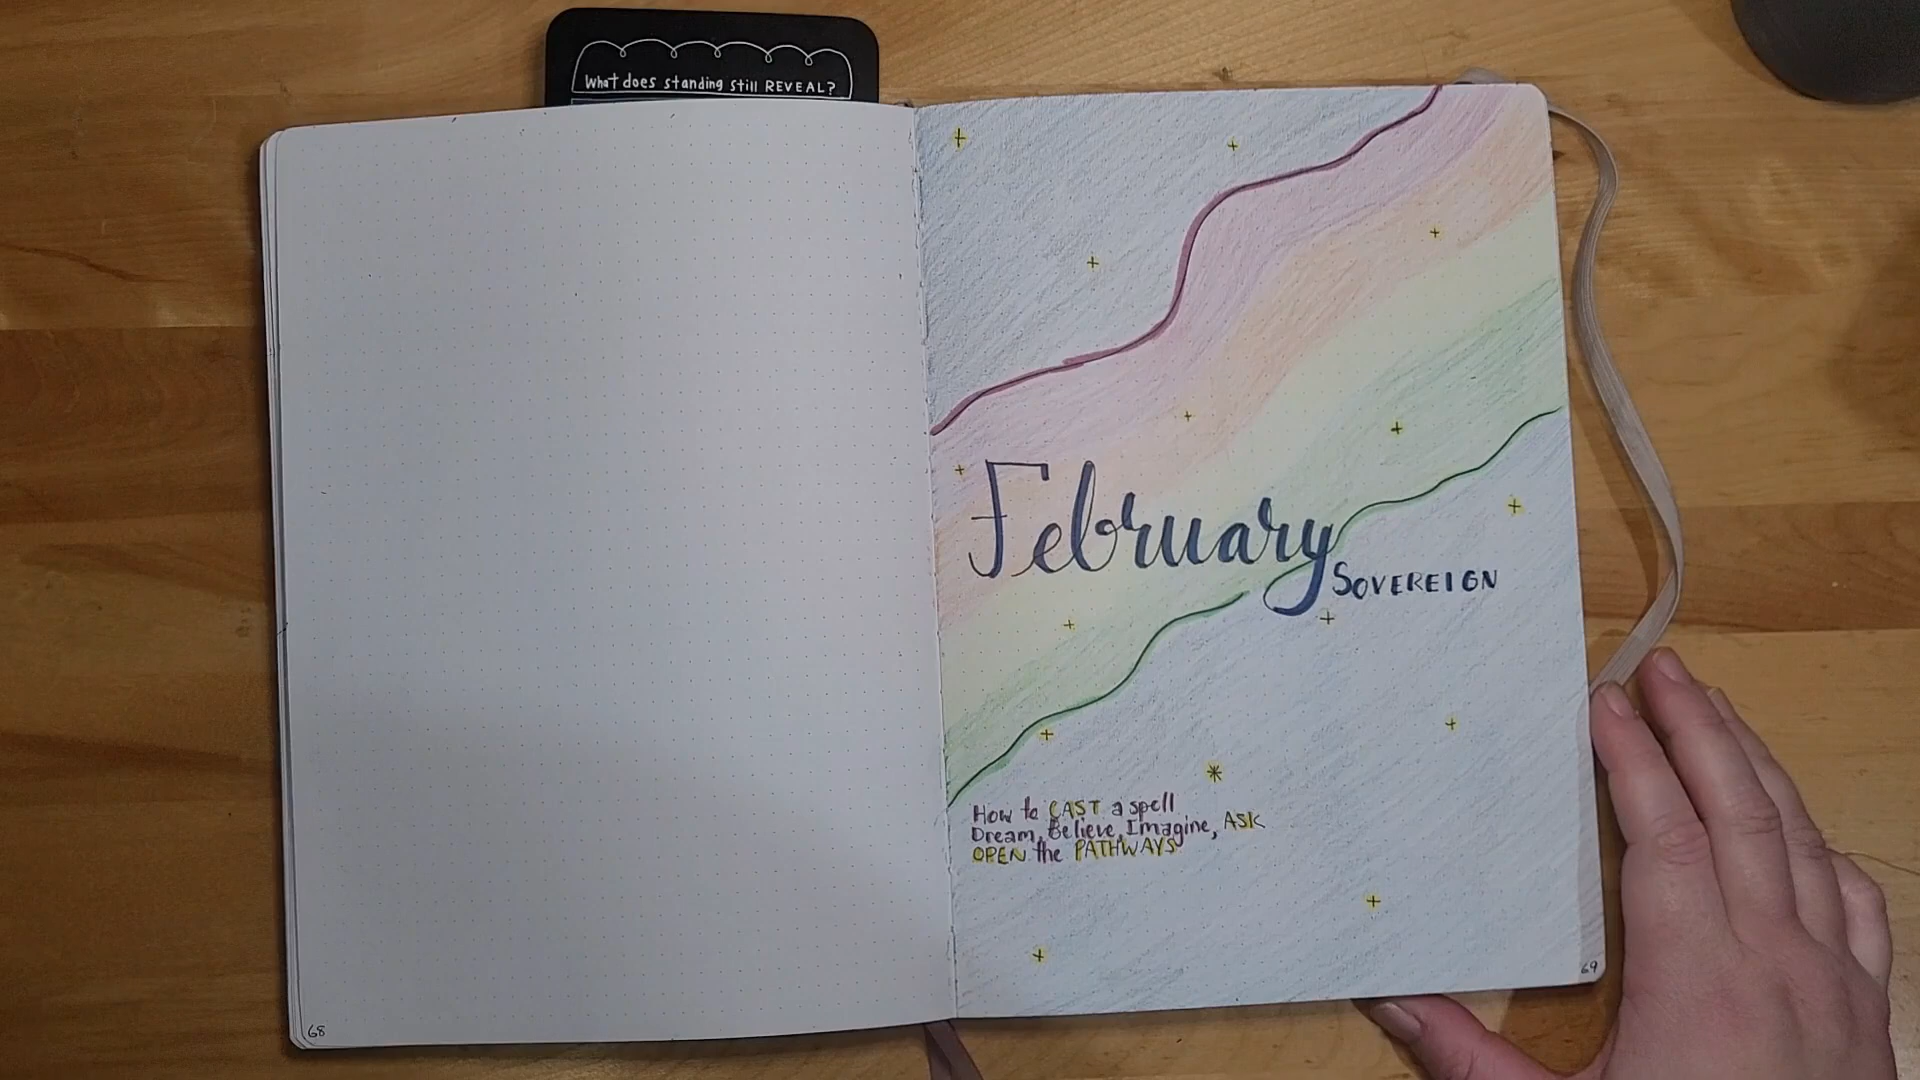 What does standing still REVEAL?
February
SOVEREIGN
How to CAST a spell
Dream, Believe, Imagine, ASK
OPEN the PATHWAYS
68
69